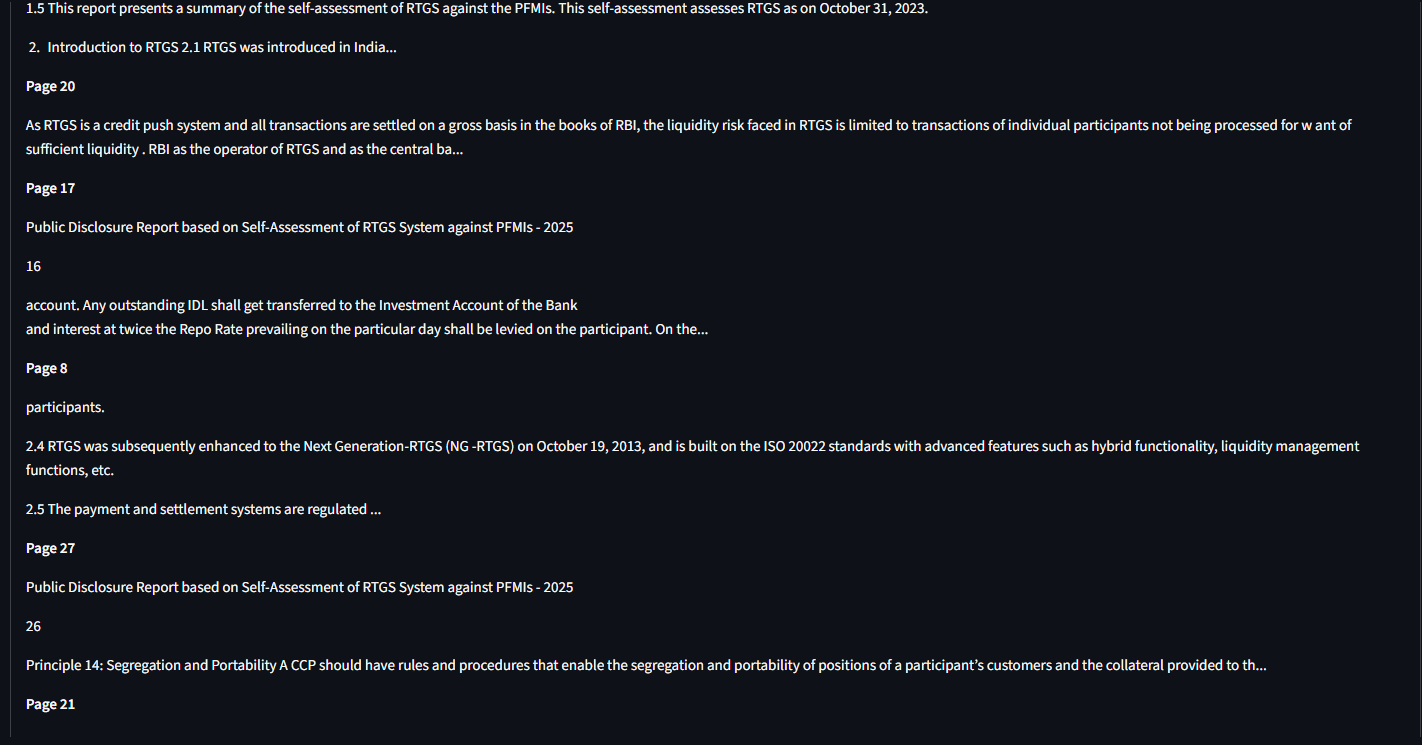 1.5 This report presents a summary of the self-assessment of RTGS against the PFMIs. This self-assessment assesses RTGS as on October 31, 2023.
2. Introduction to RTGS 2.1 RTGS was introduced in India...
Page 20
As RTGS is a credit push system and all transactions are settled on a gross basis in the books of RBI, the liquidity risk faced in RTGS is limited to transactions of individual participants not being processed for w ant of
sufficient liquidity . RBI as the operator of RTGS and as the central ba...
Page 17
Public Disclosure Report based on Self-Assessment of RTGS System against PFMIs - 2025
16
account. Any outstanding IDL shall get transferred to the Investment Account of the Bank
and interest at twice the Repo Rate prevailing on the particular day shall be levied on the participant. On the...
Page 8
participants.
2.4 RTGS was subsequently enhanced to the Next Generation-RTGS (NG -RTGS) on October 19, 2013, and is built on the ISO 20022 standards with advanced features such as hybrid functionality, liquidity management
functions, etc.
2.5 The payment and settlement systems are regulated ...
Page 27
Public Disclosure Report based on Self-Assessment of RTGS System against PFMIs - 2025
26
Principle 14: Segregation and Portability A CCP should have rules and procedures that enable the segregation and portability of positions of a participant’s customers and the collateral provided to th...
Page 21